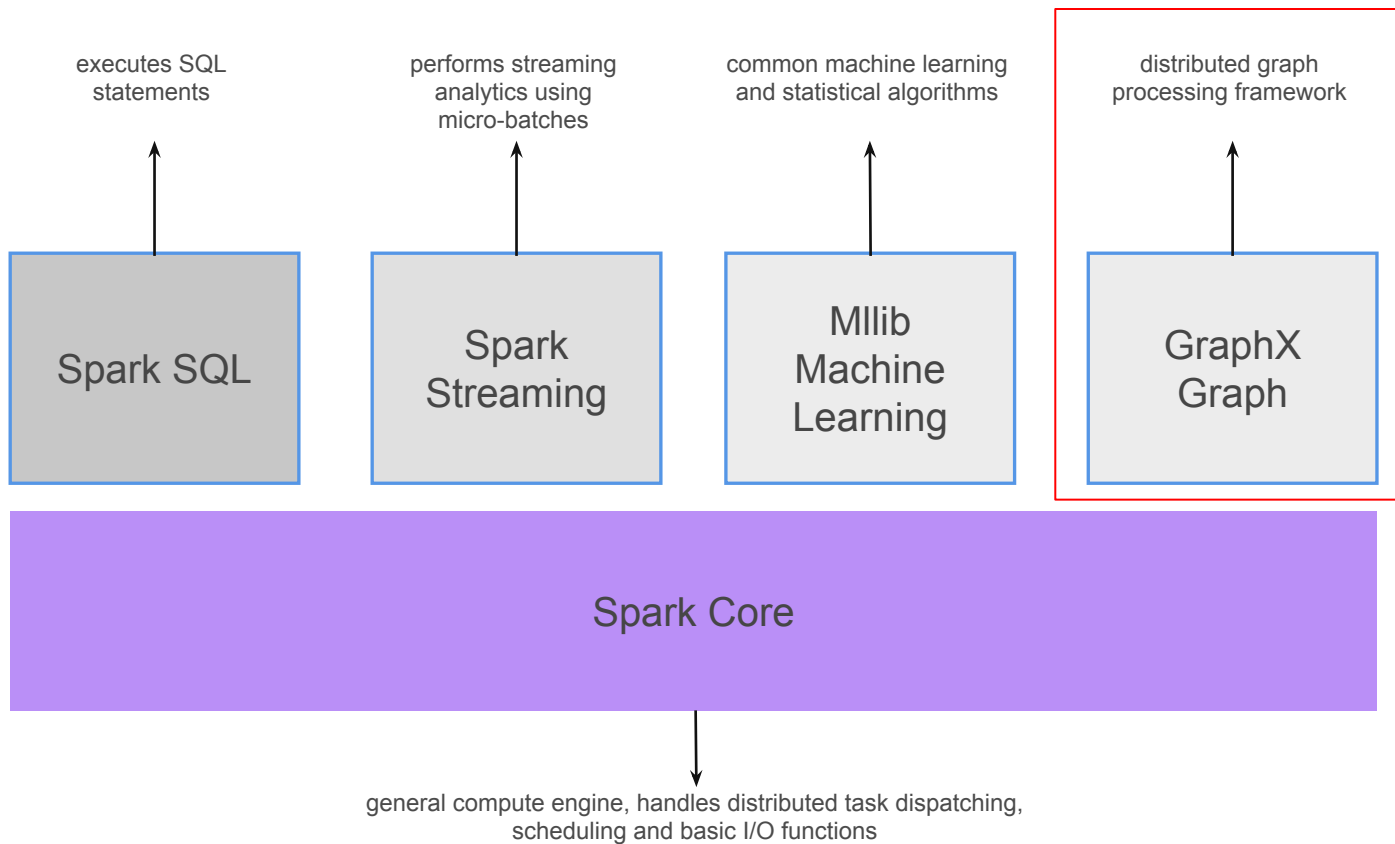 executes SQL
statements
performs streaming
analytics using
micro-batches
common machine learning
and statistical algorithms
distributed graph
processing framework
Spark SQL
Spark
Streaming
Mllib
Machine
Learning
GraphX
Graph
Spark Core
general compute engine, handles distributed task dispatching,
scheduling and basic I/O functions